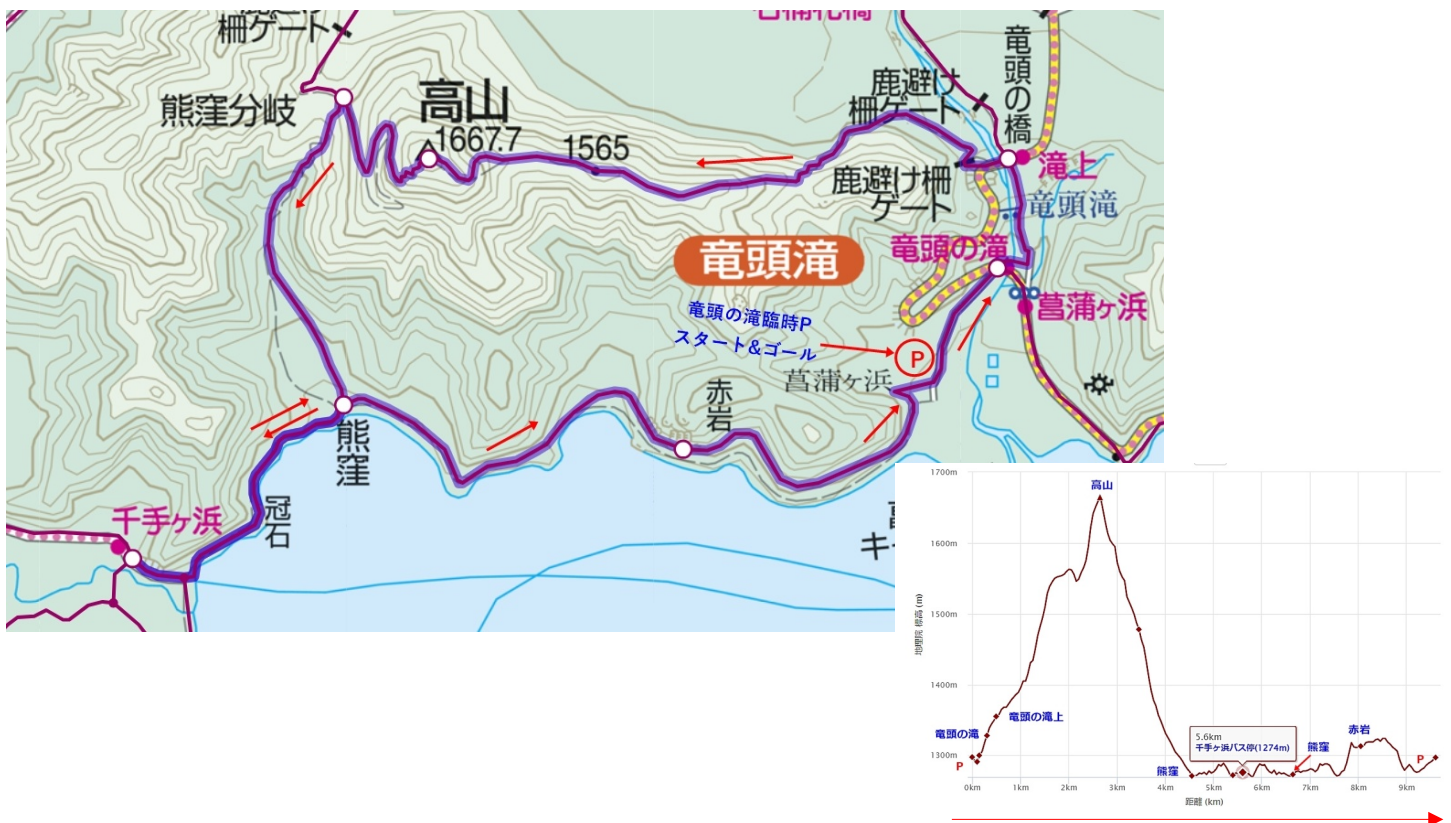 柵ゲート
熊窪分岐
高山
1667.7
1565
鹿避け
柵ゲート
竜頭の橋
滝上
鹿避け柵
ゲート
竜頭滝
竜頭の滝
竜頭滝
菖蒲ヶ浜
竜頭の滝臨時P
スタート&ゴール
P
菖蒲ヶ浜
赤岩
熊窪
冠石
千手ヶ浜
キ
1700m
高山
1600m
1500m
地理院 標高 (m)
1400m
竜頭の滝上
竜頭の滝
1300m
P
熊窪
5.6km
千手ヶ浜バス停(1274m)
熊窪
赤岩
P
0km
1km
2km
3km
4km
5km
6km
7km
8km
9km
距離 (km)